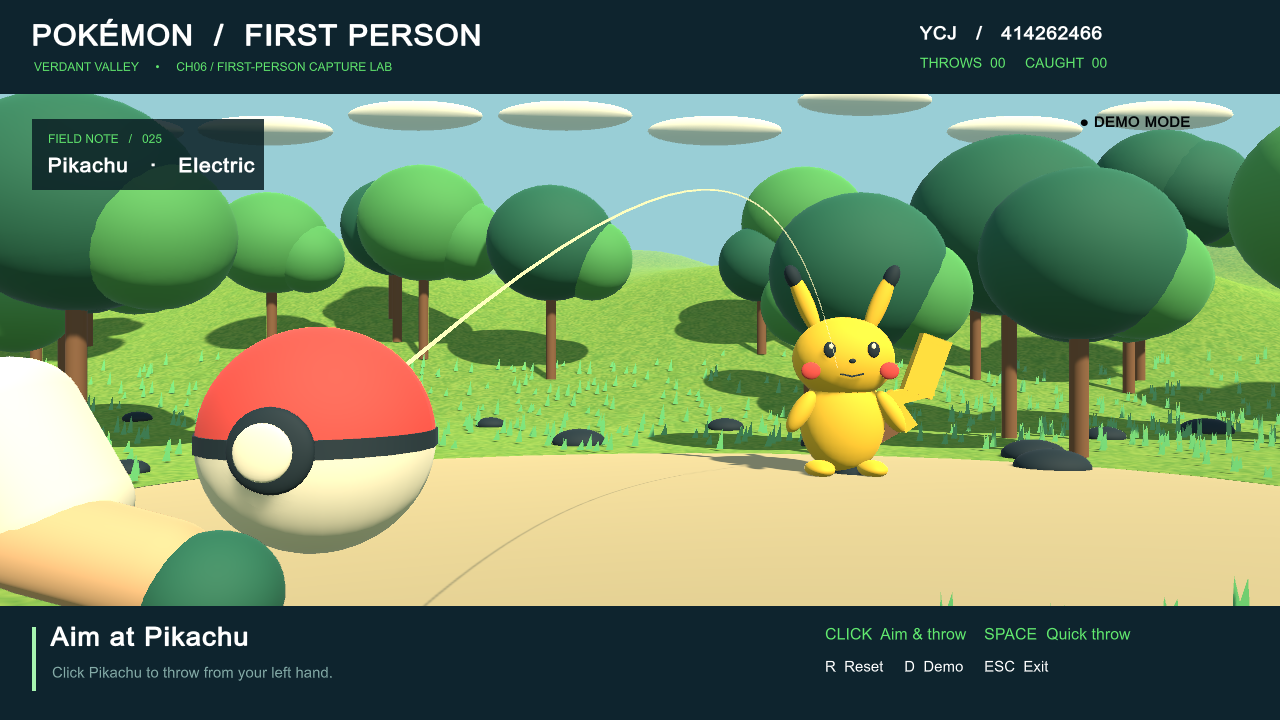 POKÉMON / FIRST PERSON
VERDANT VALLEY • CH06 / FIRST-PERSON CAPTURE LAB
YCJ / 414262466
THROWS 00 CAUGHT 00
FIELD NOTE / 025
Pikachu · Electric
● DEMO MODE
Aim at Pikachu
Click Pikachu to throw from your left hand.
CLICK Aim & throw SPACE Quick throw
R Reset D Demo ESC Exit